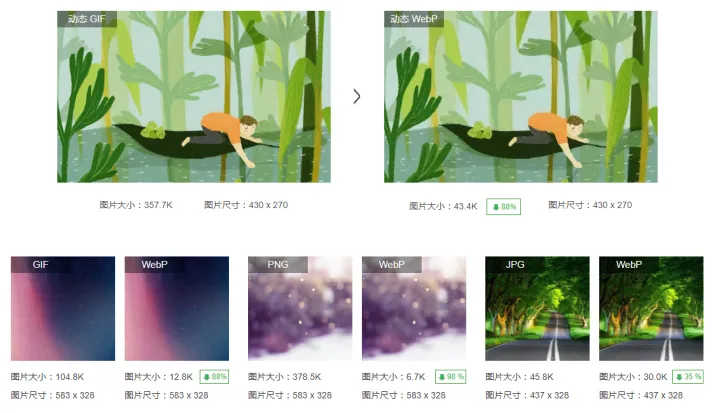 动态 GIF
动态 WebP
图片大小：357.7K 图片尺寸：430 x 270
图片大小：43.4K 88% 图片尺寸：430 x 270
GIF
WebP
PNG
WebP
JPG
WebP
图片大小：104.8K
图片尺寸：583 x 328
图片大小：12.8K 88%
图片尺寸：583 x 328
图片大小：378.5K
图片尺寸：583 x 328
图片大小：6.7K 98 %
图片尺寸：583 x 328
图片大小：45.8K
图片尺寸：437 x 328
图片大小：30.0K 35 %
图片尺寸：437 x 328